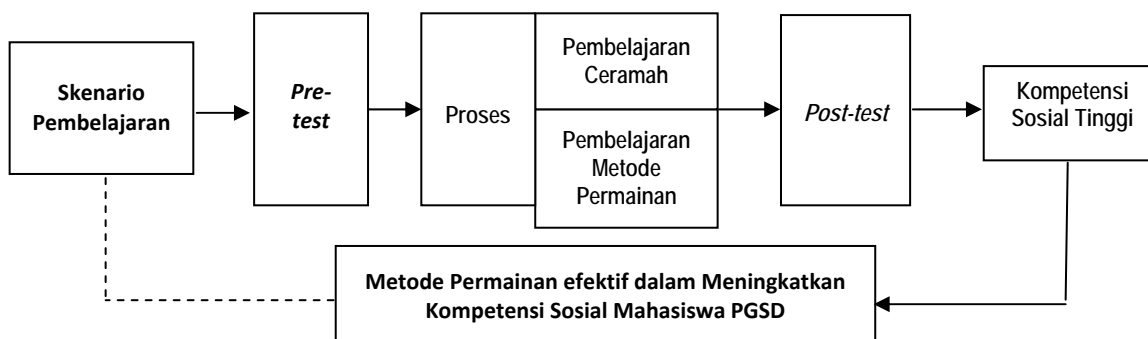 Skenario
Pembelajaran
Pre-
test
Proses
Pembelajaran
Ceramah
Pembelajaran
Metode
Permainan
Post-test
Kompetensi
Sosial Tinggi
Metode Permainan efektif dalam Meningkatkan
Kompetensi Sosial Mahasiswa PGSD